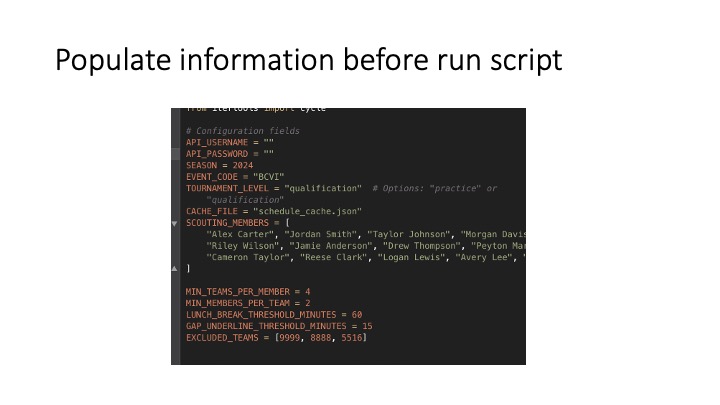 Populate information before run script
from itertools import cycle
# Configuration fields
API_USERNAME = ""
API_PASSWORD = ""
SEASON = 2024
EVENT_CODE = "BCVI"
TOURNAMENT_LEVEL = "qualification"  # Options: "practice" or
"qualification"
CACHE_FILE = "schedule_cache.json"
SCOUTING_MEMBERS = [
"Alex Carter", "Jordan Smith", "Taylor Johnson", "Morgan Davis
"Riley Wilson", "Jamie Anderson", "Drew Thompson", "Peyton Mar
"Cameron Taylor", "Reese Clark", "Logan Lewis", "Avery Lee", "
]
MIN_TEAMS_PER_MEMBER = 4
MIN_MEMBERS_PER_TEAM = 2
LUNCH_BREAK_THRESHOLD_MINUTES = 60
GAP_UNDERLINE_THRESHOLD_MINUTES = 15
EXCLUDED_TEAMS = [9999, 8888, 5516]